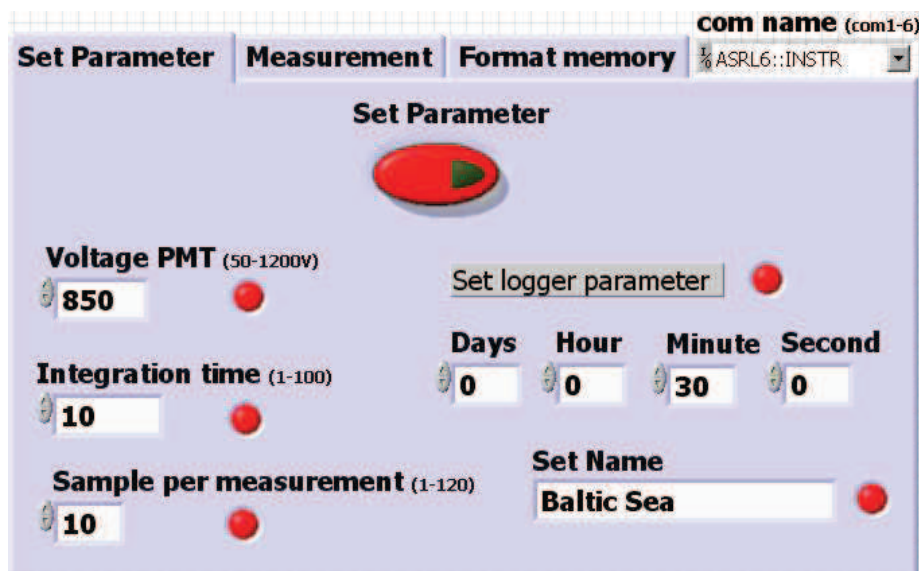 com name (com1-6)
Set Parameter Measurement Format memory I/O ASRL6::INSTR
Set Parameter
Voltage PMT (50-1200V)
850
Set logger parameter
Days Hour Minute Second
0 0 30 0
Integration time (1-100)
10
Sample per measurement (1-120)
10
Set Name
Baltic Sea